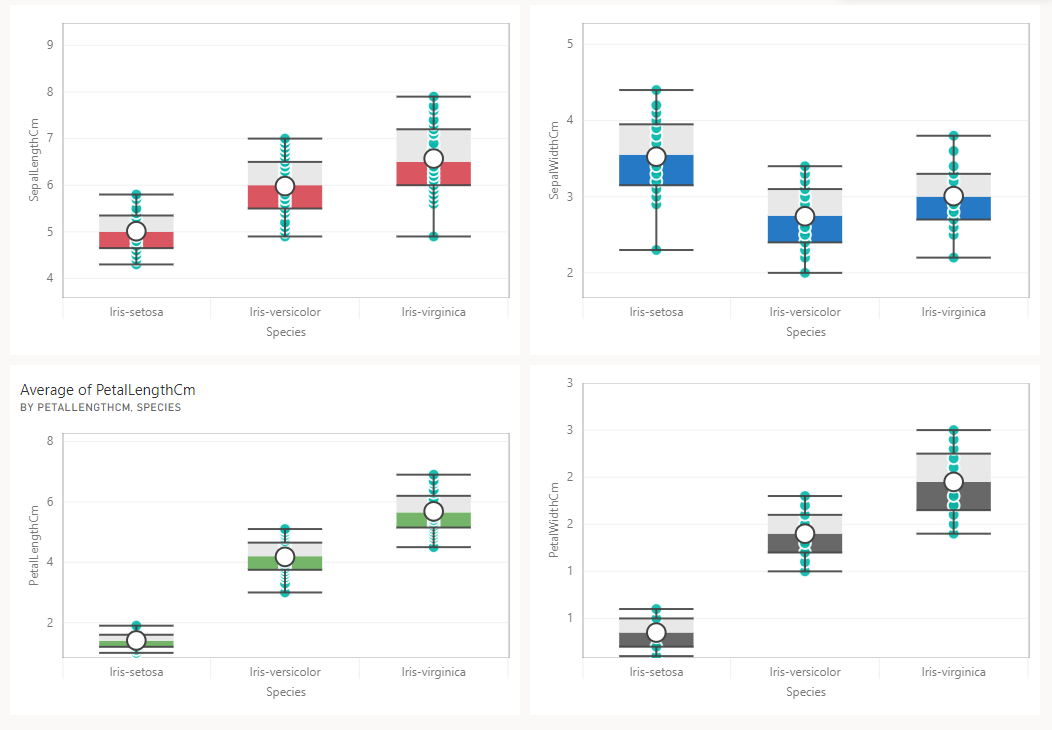 9
8
7
6
5
4
SepalLengthCm
Iris-setosa Iris-versicolor Iris-virginica
Species
5
4
3
2
SepalWidthCm
Iris-setosa Iris-versicolor Iris-virginica
Species
Average of PetalLengthCm
BY PETALLENGTHCM, SPECIES
8
6
4
2
PetalLengthCm
Iris-setosa Iris-versicolor Iris-virginica
Species
3
3
2
2
1
1
PetalWidthCm
Iris-setosa Iris-versicolor Iris-virginica
Species